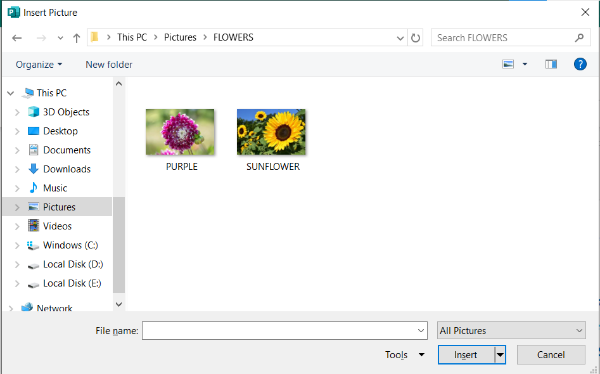 Insert Picture
This PC > Pictures > FLOWERS
Search FLOWERS
Organize
New folder
This PC
3D Objects
Desktop
Documents
Downloads
Music
Pictures
Videos
Windows (C:)
Local Disk (D:)
Local Disk (E:)
Network
PURPLE
SUNFLOWER
File name:
All Pictures
Tools
Insert
Cancel